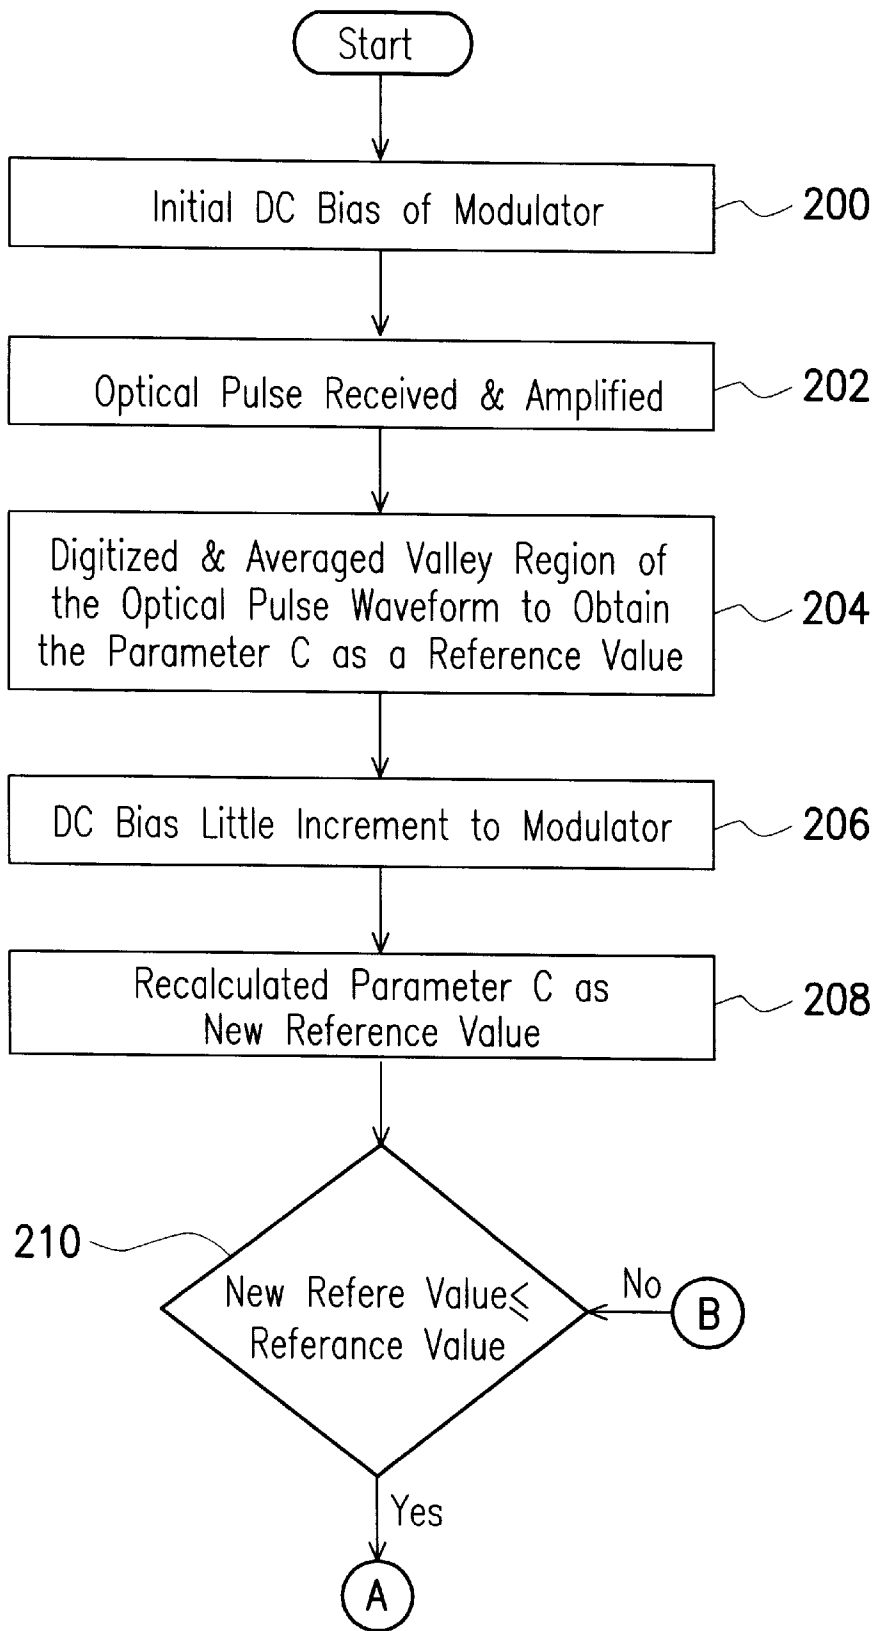 Start
Initial DC Bias of Modulator
200
Optical Pulse Received & Amplified
202
Digitized & Averaged Valley Region of
the Optical Pulse Waveform to Obtain
the Parameter C as a Reference Value
204
DC Bias Little Increment to Modulator
206
Recalculated Parameter C as
New Reference Value
208
210
New Refere Value≤
Referance Value
No
B
Yes
A